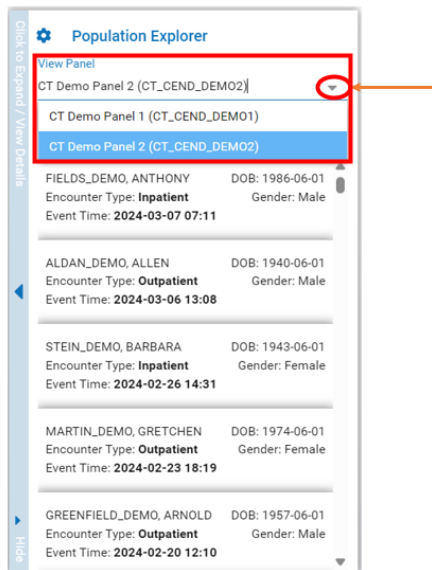 Click to Expand / View Details
Population Explorer
View Panel
CT Demo Panel 2 (CT_CEND_DEMO2)
CT Demo Panel 1 (CT_CEND_DEMO1)
CT Demo Panel 2 (CT_CEND_DEMO2)
FIELDS_DEMO, ANTHONY DOB: 1986-06-01
Encounter Type: Inpatient Gender: Male
Event Time: 2024-03-07 07:11
ALDAN_DEMO, ALLEN DOB: 1940-06-01
Encounter Type: Outpatient Gender: Male
Event Time: 2024-03-06 13:08
STEIN_DEMO, BARBARA DOB: 1943-06-01
Encounter Type: Inpatient Gender: Female
Event Time: 2024-02-26 14:31
MARTIN_DEMO, GRETCHEN DOB: 1974-06-01
Encounter Type: Outpatient Gender: Female
Event Time: 2024-02-23 18:19
GREENFIELD_DEMO, ARNOLD DOB: 1957-06-01
Encounter Type: Outpatient Gender: Male
Event Time: 2024-02-20 12:10
Hide